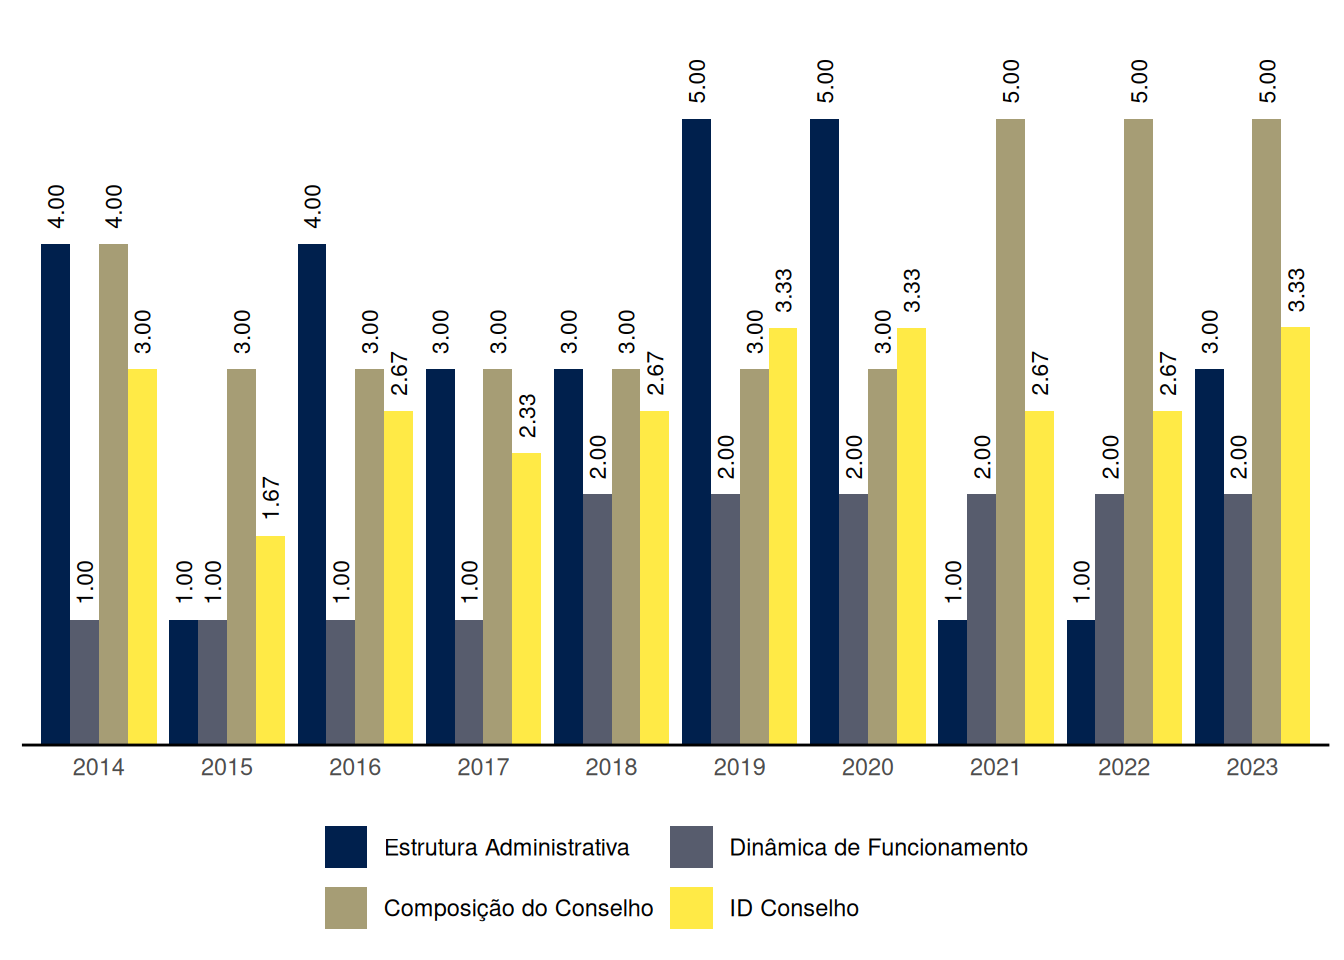 4.00 1.00 4.00 3.00
1.00 1.00 3.00 1.67
4.00 1.00 3.00 2.67
3.00 1.00 3.00 2.33
3.00 2.00 3.00 2.67
5.00 2.00 3.00 3.33
5.00 2.00 3.00 3.33
1.00 2.00 5.00 2.67
1.00 2.00 5.00 2.67
3.00 2.00 5.00 3.33
2014 2015 2016 2017 2018 2019 2020 2021 2022 2023
Estrutura Administrativa Dinâmica de Funcionamento
Composição do Conselho ID Conselho